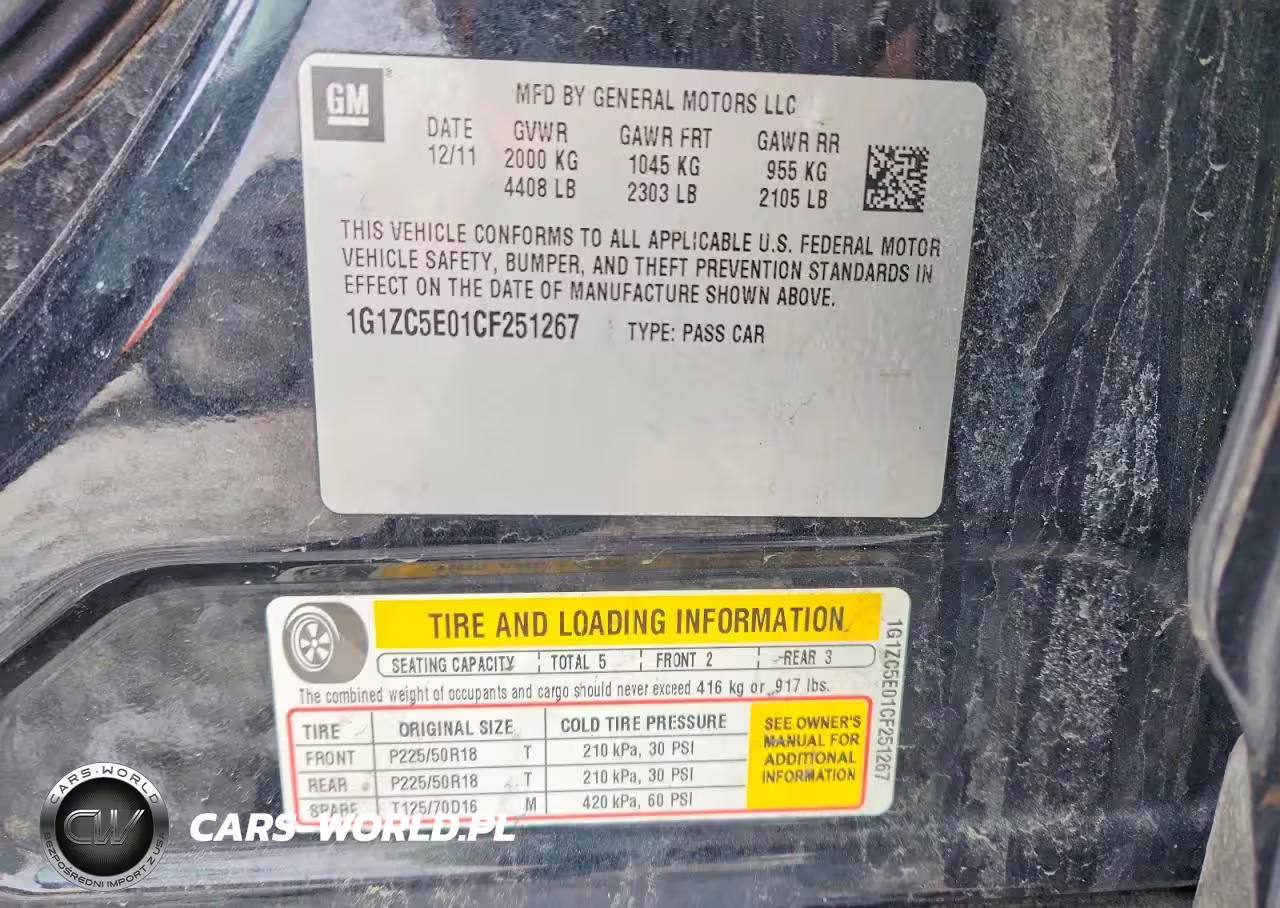 GM
MFD BY GENERAL MOTORS LLC
DATE GVWR GAWR FRT GAWR RR
12/11 2000 KG 1045 KG 955 KG
4408 LB 2303 LB 2105 LB
THIS VEHICLE CONFORMS TO ALL APPLICABLE U.S. FEDERAL MOTOR
VEHICLE SAFETY, BUMPER, AND THEFT PREVENTION STANDARDS IN
EFFECT ON THE DATE OF MANUFACTURE SHOWN ABOVE.
1G1ZC5E01CF251267 TYPE: PASS CAR
TIRE AND LOADING INFORMATION
SEATING CAPACITY TOTAL 5 FRONT 2 REAR 3
The combined weight of occupants and cargo should never exceed 416 kg or 917 lbs.
TIRE ORIGINAL SIZE COLD TIRE PRESSURE
FRONT P225/50R18 T 210 kPa, 30 PSI
REAR P225/50R18 T 210 kPa, 30 PSI
SPARE T125/70D16 M 420 kPa, 60 PSI
SEE OWNER'S
MANUAL FOR
ADDITIONAL
INFORMATION
1G1ZC5E01CF251267
CARS-WORLD
CW
BEZPOŚREDNI IMPORT Z USA
CARS-WORLD.PL